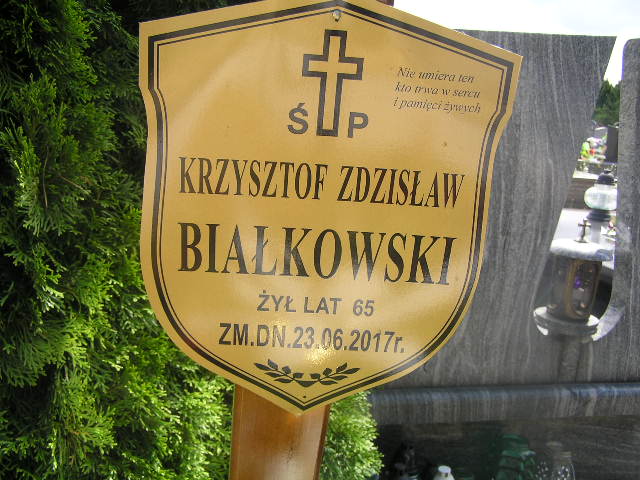 Nie umiera ten
kto trwa w sercu
i pamięci żywych
Ś P
KRZYSZTOF ZDZISŁAW
BIAŁKOWSKI
ŻYŁ LAT 65
ZM.DN.23.06.2017r.